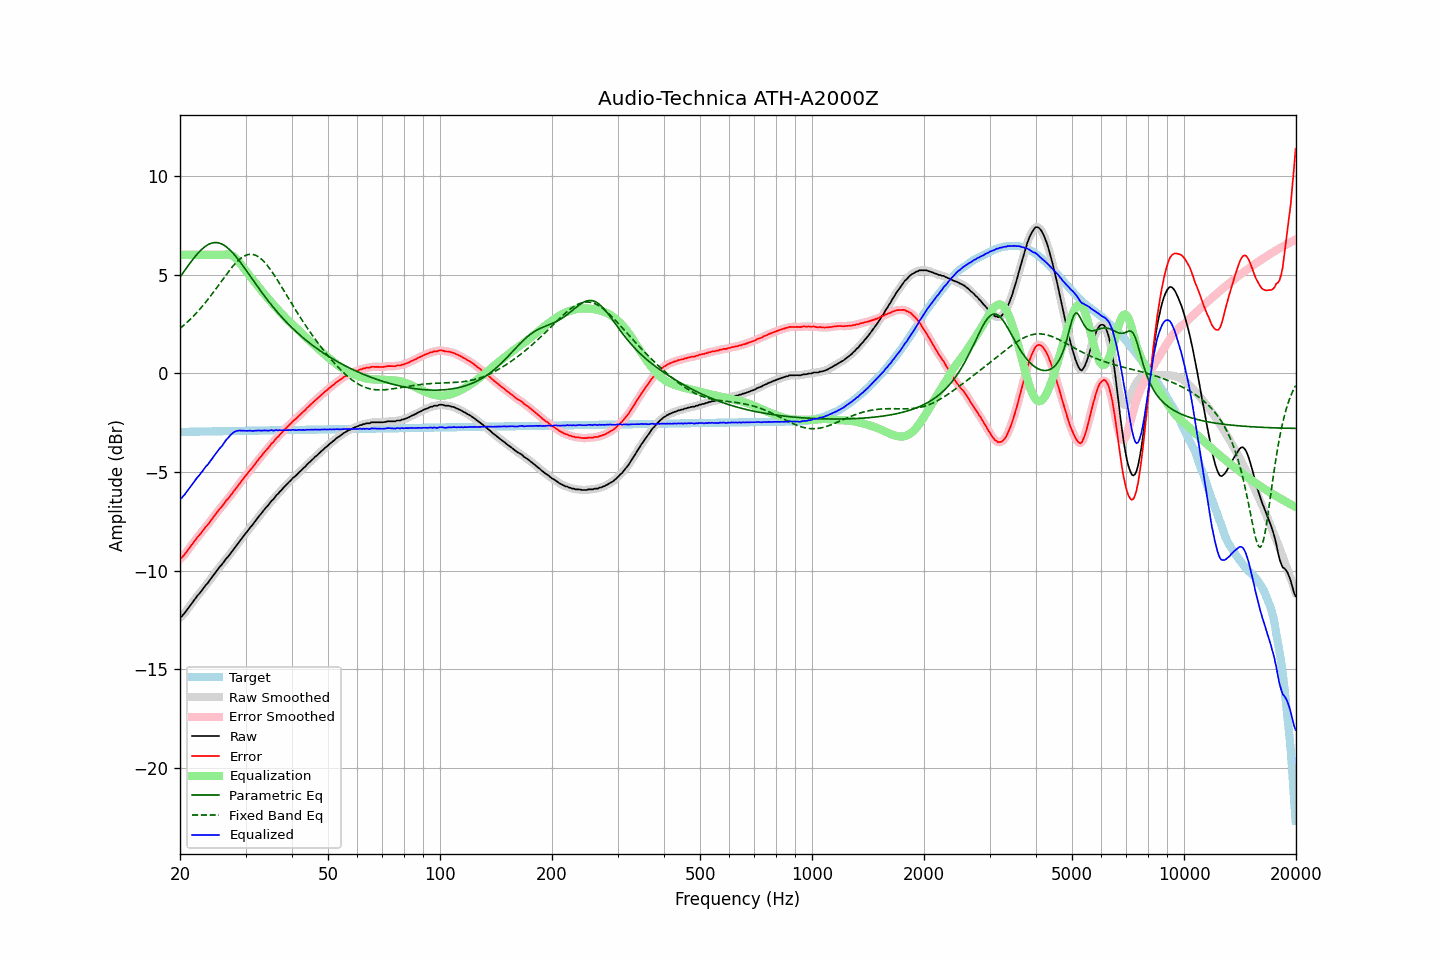 Audio-Technica ATH-A2000Z
10
5
0
−5
−10
−15
−20
Amplitude (dBr)
Target
Raw Smoothed
Error Smoothed
Raw
Error
Equalization
Parametric Eq
Fixed Band Eq
Equalized
20 50 100 200 500 1000 2000 5000 10000 20000
Frequency (Hz)